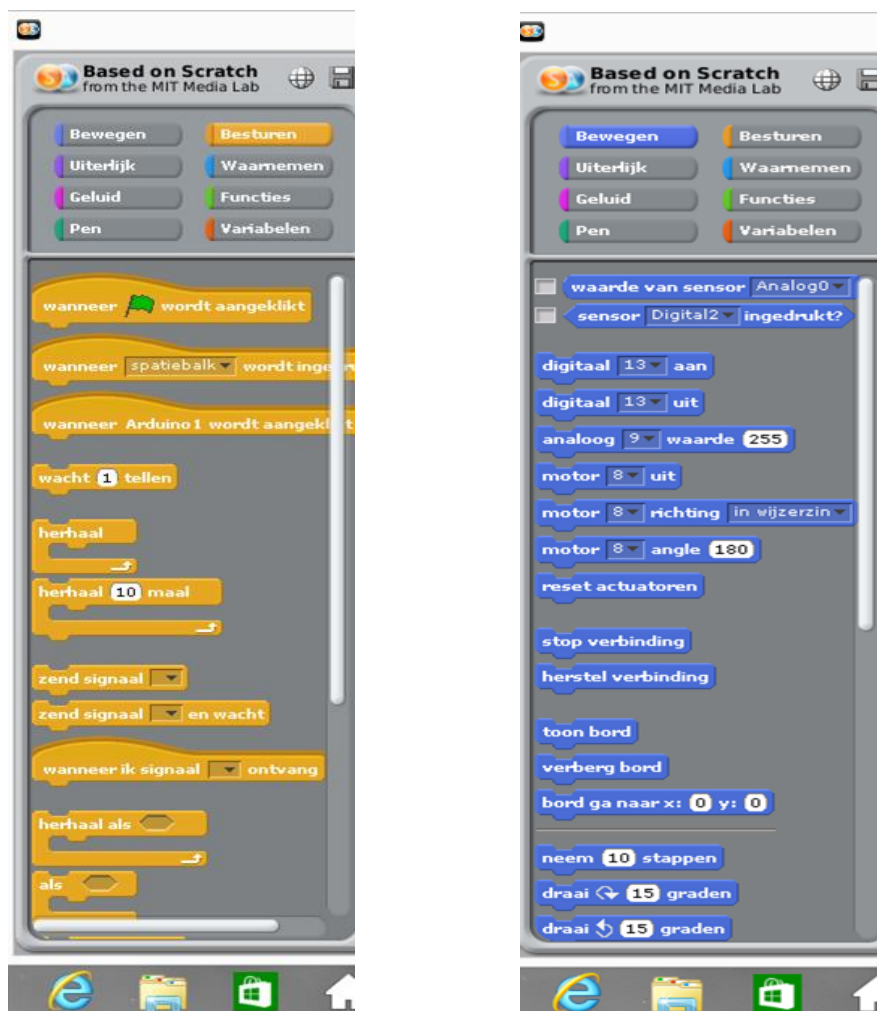 Based on Scratch
from the MIT Media Lab
Bewegen
Besturen
Uiterlijk
Waarnemen
Geluid
Functies
Pen
Variabelen
wanneer wordt aangeklikt
wanneer spatiebalk wordt inge
wanneer Arduino1 wordt aangekl
wacht 1 tellen
herhaal
herhaal 10 maal
zend signaal
zend signaal en wacht
wanneer ik signaal ontvang
herhaal als
als
Based on Scratch
from the MIT Media Lab
Bewegen
Besturen
Uiterlijk
Waarnemen
Geluid
Functies
Pen
Variabelen
waarde van sensor Analog0
sensor Digital2 ingedrukt?
digitaal 13 aan
digitaal 13 uit
analoog 9 waarde 255
motor 8 uit
motor 8 richting in wijzerzin
motor 8 angle 180
reset actuatoren
stop verbinding
herstel verbinding
toon bord
verberg bord
bord ga naar x: 0 y: 0
neem 10 stappen
draai 15 graden
draai 15 graden